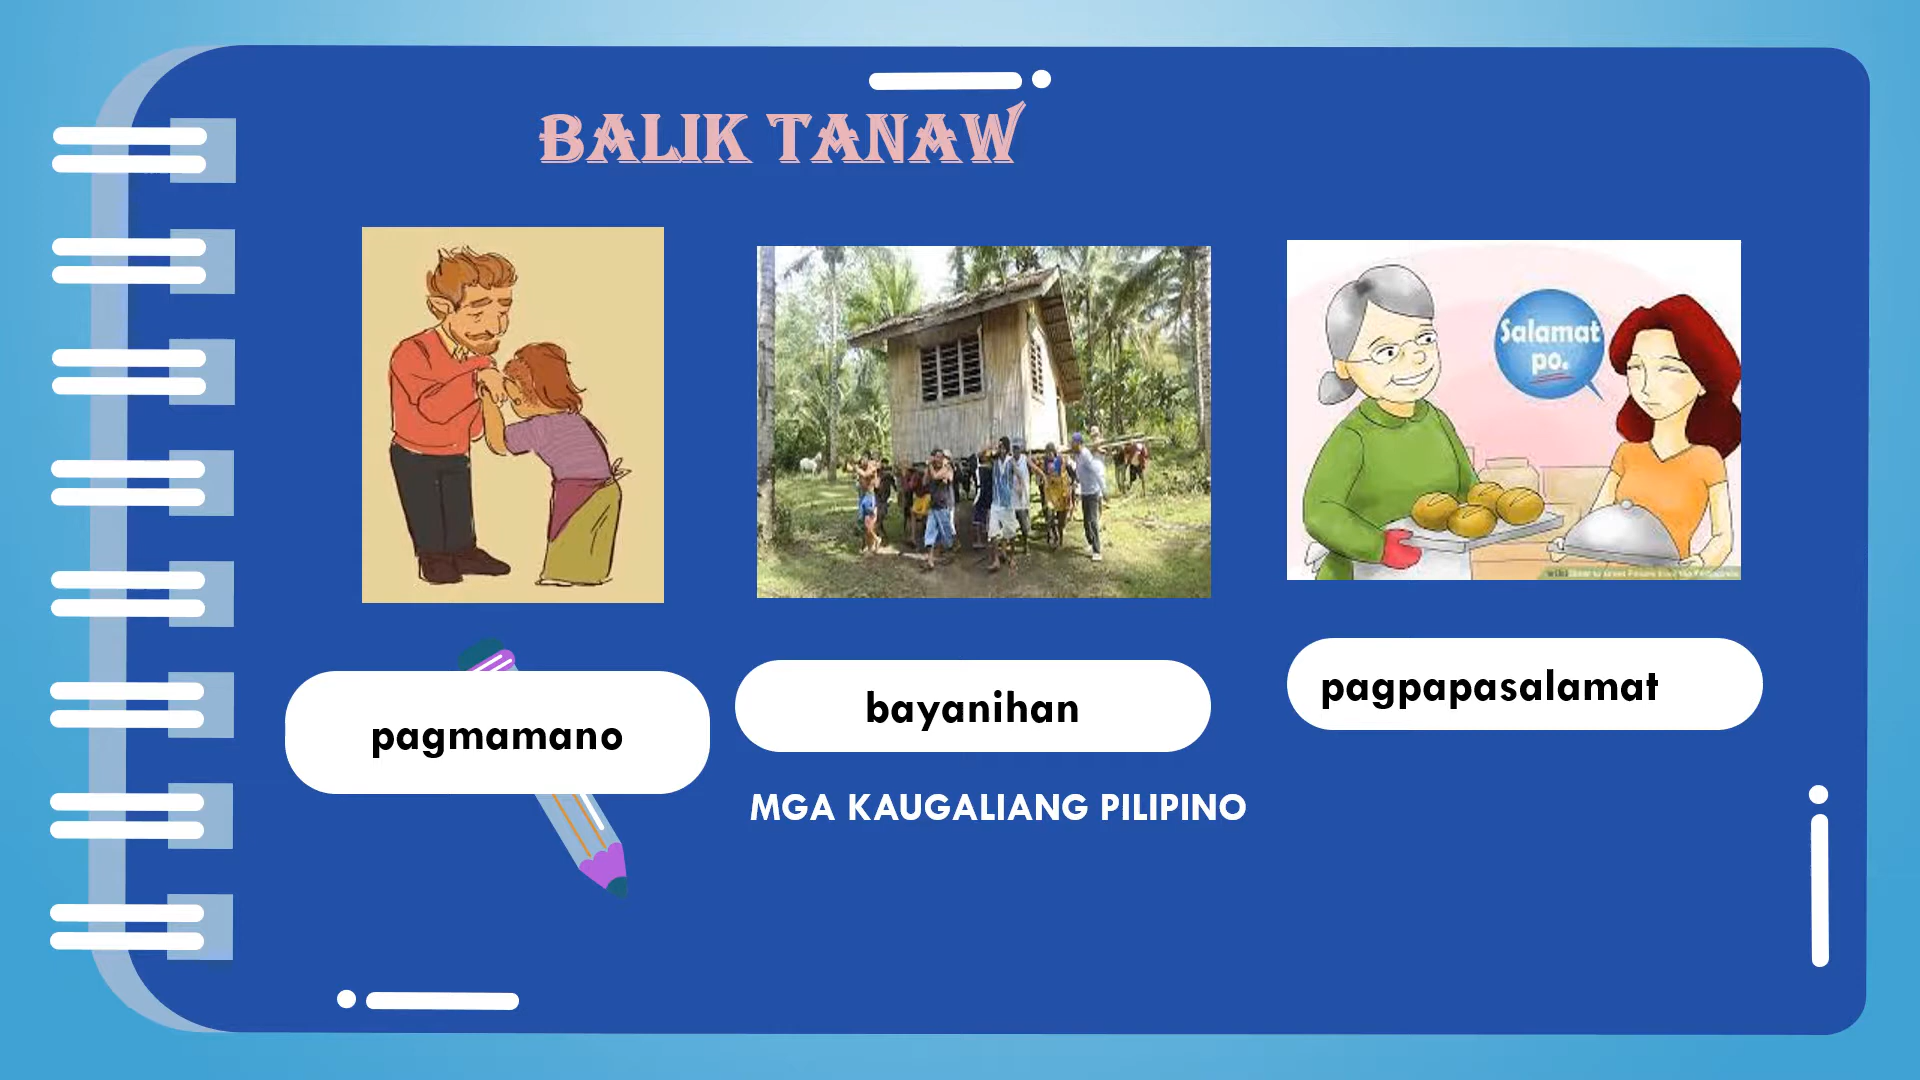 BALIK TANAW
Salamat
po.
pagmamano
bayanihan
pagpapasalamat
MGA KAUGALIANG PILIPINO